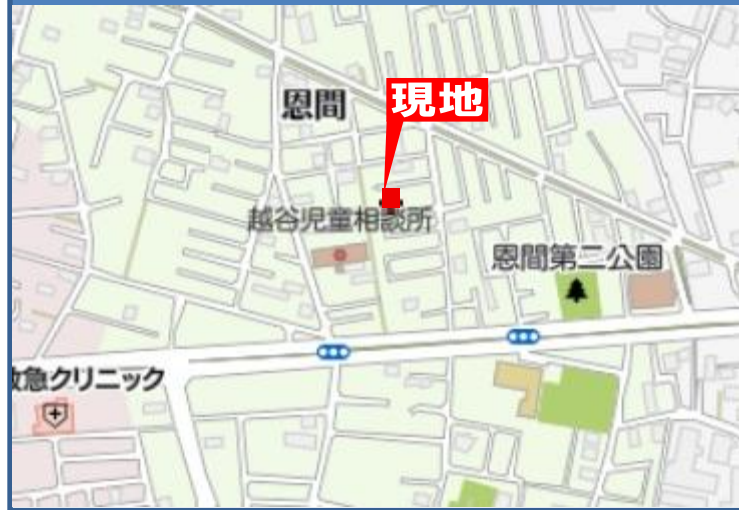 現地
恩間
越谷児童相談所
恩間第二公園
救急クリニック